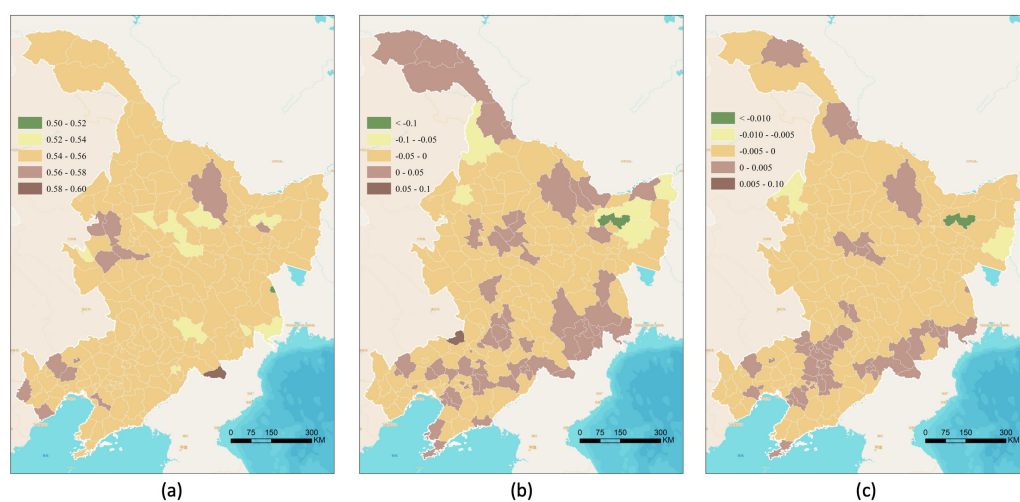 0.50 - 0.52
0.52 - 0.54
0.54 - 0.56
0.56 - 0.58
0.58 - 0.60
0 75 150 300
KM
(a)
< -0.1
-0.1 - -0.05
-0.05 - 0
0 - 0.05
0.05 - 0.1
0 75 150 300
KM
(b)
< -0.010
-0.010 - -0.005
-0.005 - 0
0 - 0.005
0.005 - 0.10
0 75 150 300
KM
(c)